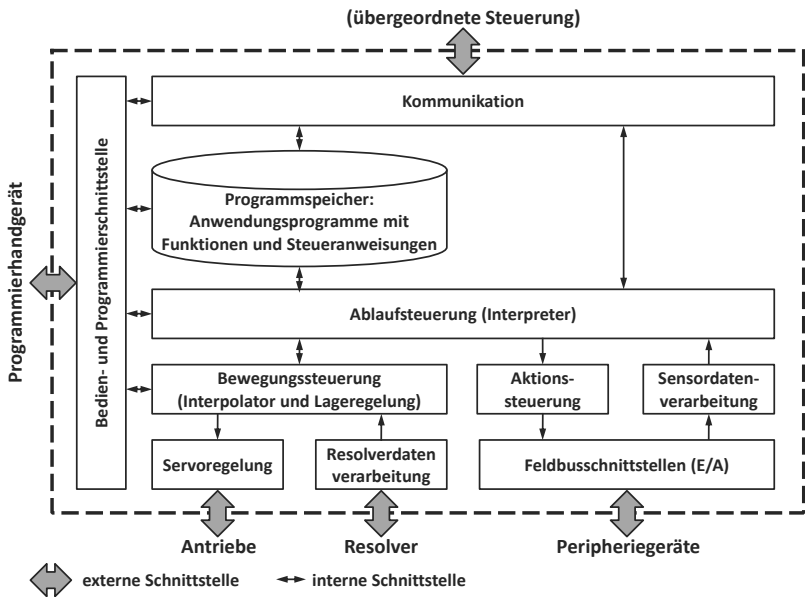 (übergeordnete Steuerung)
Kommunikation
Programmierhandgerät
Bedien- und Programmierschnittstelle
Programmspeicher:
Anwendungsprogramme mit
Funktionen und Steueranweisungen
Ablaufsteuerung (Interpreter)
Bewegungssteuerung
(Interpolator und Lageregelung)
Aktions-
steuerung
Sensordaten-
verarbeitung
Servoregelung
Resolverdaten
verarbeitung
Feldbusschnittstellen (E/A)
Antriebe
Resolver
Peripheriegeräte
externe Schnittstelle
interne Schnittstelle